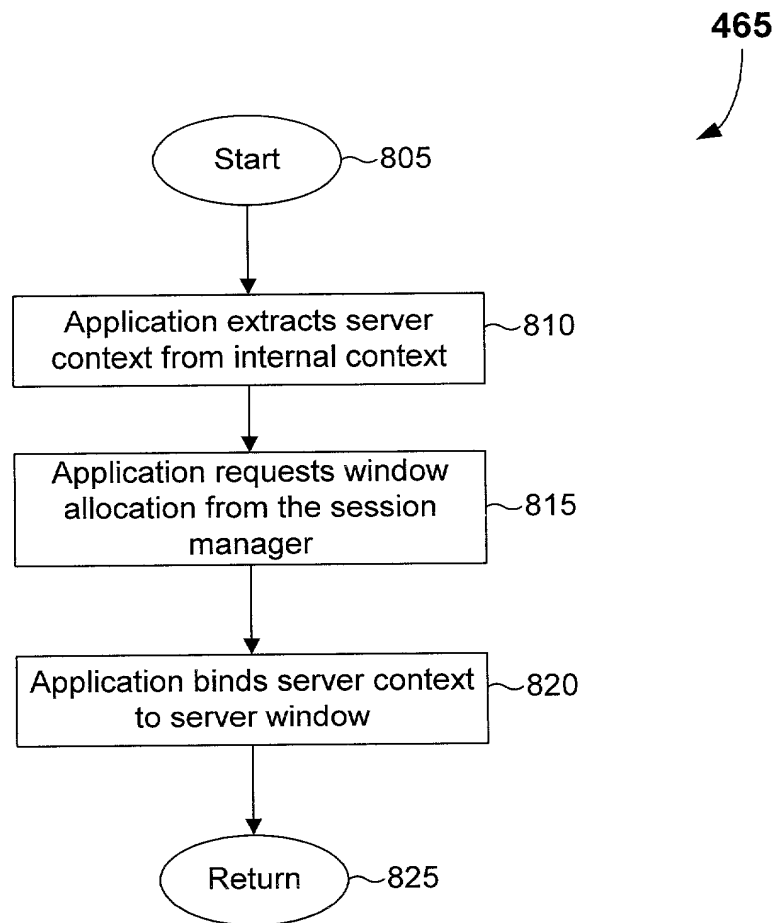 465
Start
805
Application extracts server
context from internal context
810
Application requests window
allocation from the session
manager
815
Application binds server context
to server window
820
Return
825